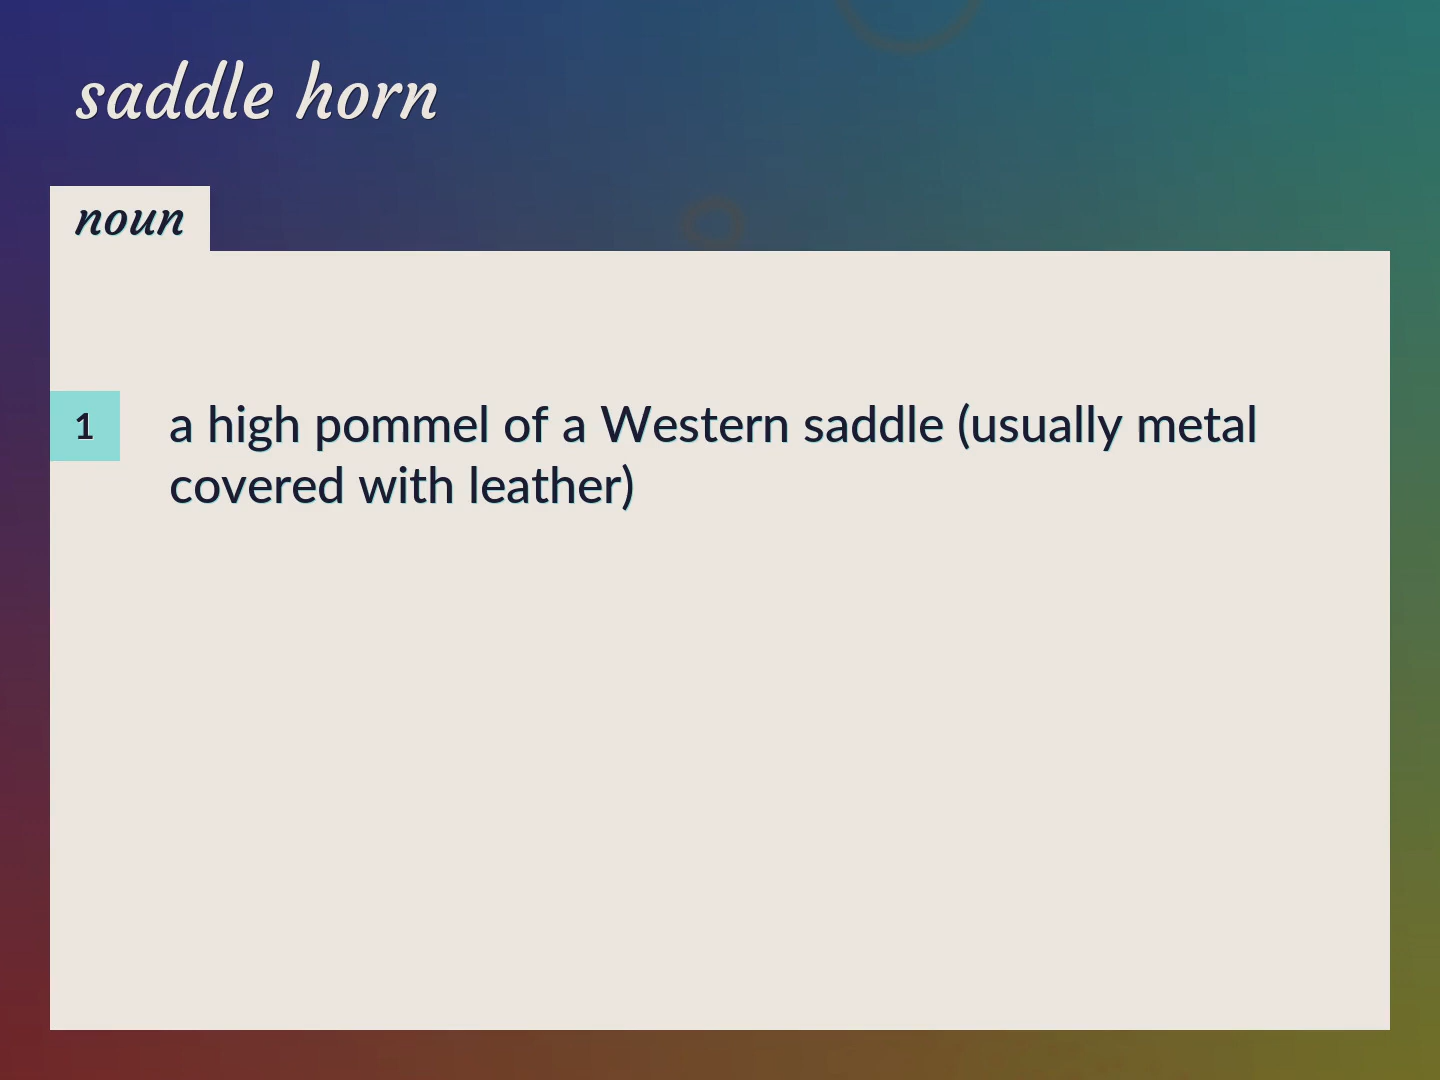 saddle horn
noun
1 a high pommel of a Western saddle (usually metal
covered with leather)